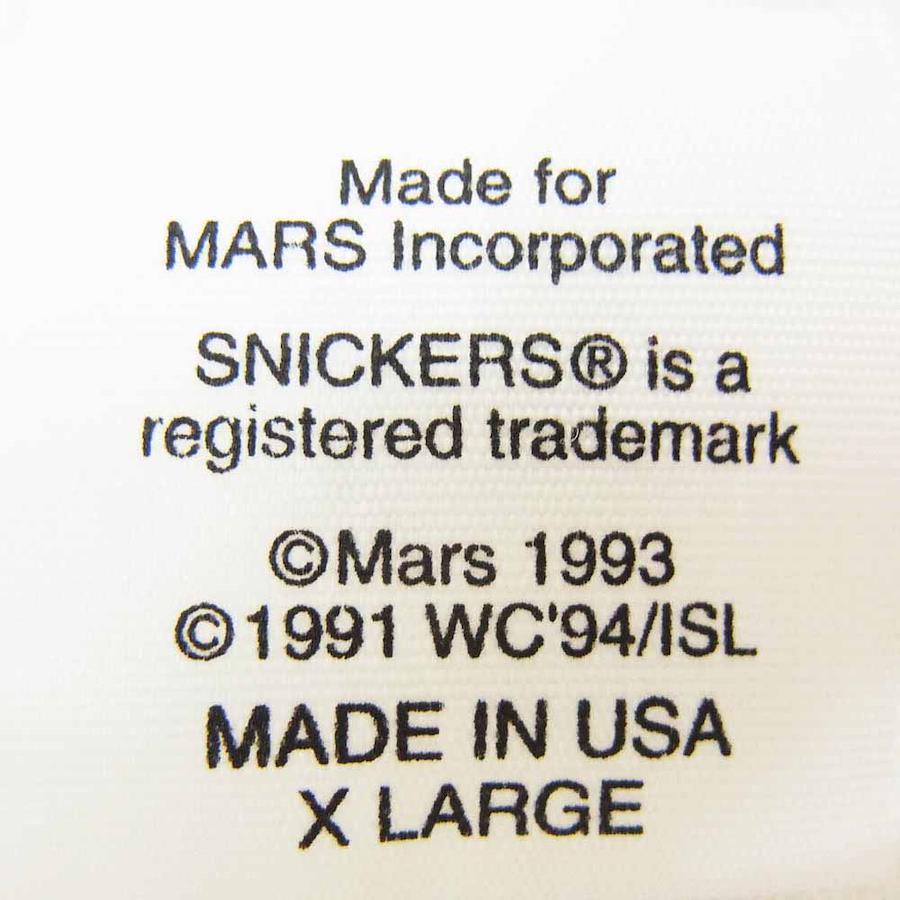 Made for
MARS Incorporated
SNICKERS® is a
registered trademark
©Mars 1993
©1991 WC'94/ISL
MADE IN USA
X LARGE